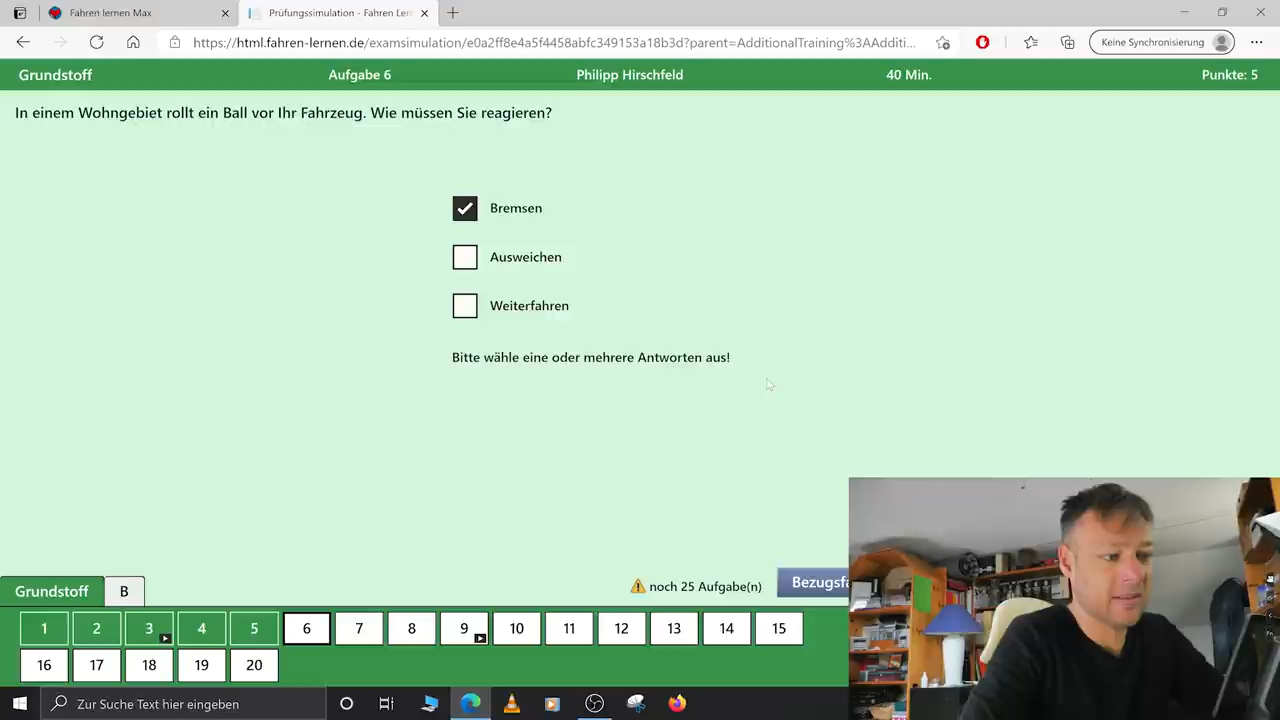 Fahren lernen Max
Prüfungssimulation - Fahren Ler
https://html.fahren-lernen.de/examsimulation/e0a2ff8e4a5f4458abfc349153a18b3d?parent=AdditionalTraining%3AAdditi...
Keine Synchronisierung
Grundstoff Aufgabe 6 Philipp Hirschfeld 40 Min. Punkte: 5
In einem Wohngebiet rollt ein Ball vor Ihr Fahrzeug. Wie müssen Sie reagieren?
Bremsen
Ausweichen
Weiterfahren
Bitte wähle eine oder mehrere Antworten aus!
Grundstoff B noch 25 Aufgabe(n) Bezugsfa
1 2 3 4 5 6 7 8 9 10 11 12 13 14 15
16 17 18 19 20
Zur Suche Text hier eingeben